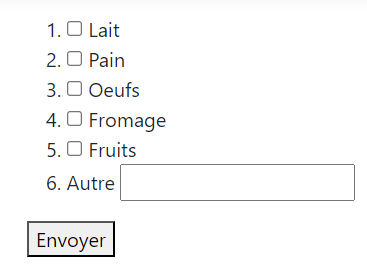 1. Lait
2. Pain
3. Oeufs
4. Fromage
5. Fruits
6. Autre
Envoyer